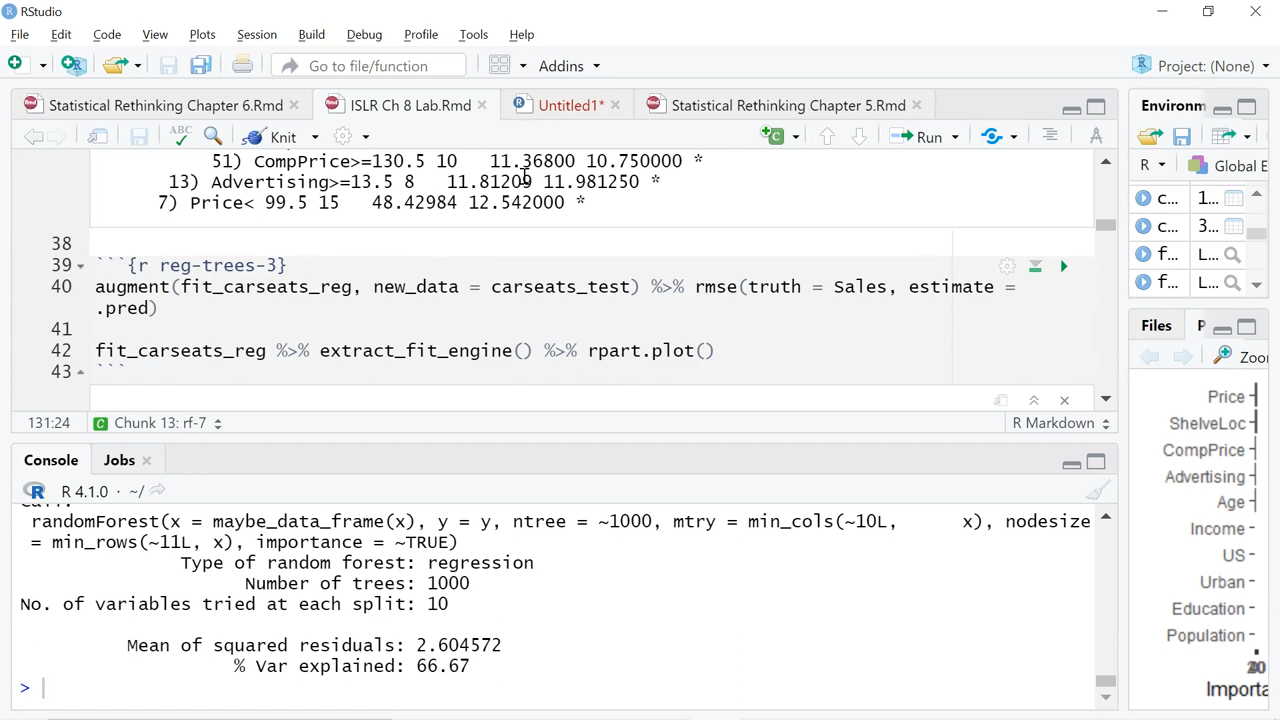 RStudio
File Edit Code View Plots Session Build Debug Profile Tools Help
Go to file/function Addins Project: (None)
Statistical Rethinking Chapter 6.Rmd ISLR Ch 8 Lab.Rmd Untitled1* Statistical Rethinking Chapter 5.Rmd
ABC Knit Run
51) CompPrice>=130.5 10 11.36800 10.750000 *
13) Advertising>=13.5 8 11.81209 11.981250 *
7) Price< 99.5 15 48.42984 12.542000 *
38
39 ```{r reg-trees-3}
40 augment(fit_carseats_reg, new_data = carseats_test) %>% rmse(truth = Sales, estimate =
.pred)
41
42 fit_carseats_reg %>% extract_fit_engine() %>% rpart.plot()
43 ```
131:24 Chunk 13: rf-7 R Markdown
Console Jobs
R 4.1.0 · ~/
randomForest(x = maybe_data_frame(x), y = y, ntree = ~1000, mtry = min_cols(~10L, x), nodesize
= min_rows(~11L, x), importance = ~TRUE)
Type of random forest: regression
Number of trees: 1000
No. of variables tried at each split: 10
Mean of squared residuals: 2.604572
% Var explained: 66.67
>
Environm
R Global E
c... 1...
c... 3...
f... L...
f... L...
Files P
Zoo
Price
ShelveLoc
CompPrice
Advertising
Age
Income
US
Urban
Education
Population
Importa